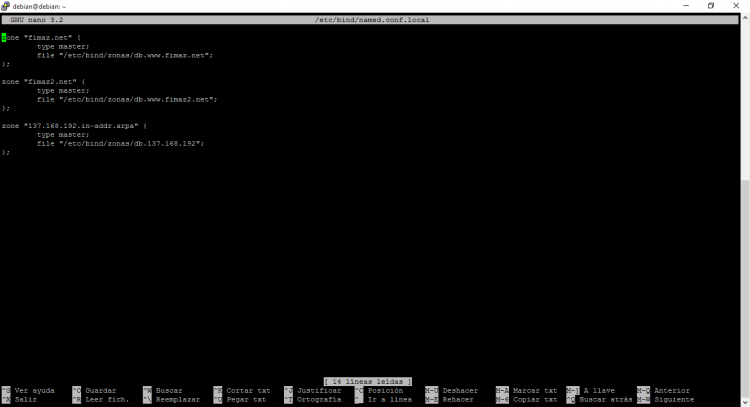 debian@debian: ~
GNU nano 3.2 /etc/bind/named.conf.local
zone "fimaz.net" {
type master;
file "/etc/bind/zonas/db.www.fimaz.net";
};
zone "fimaz2.net" {
type master;
file "/etc/bind/zonas/db.www.fimaz2.net";
};
zone "137.168.192.in-addr.arpa" {
type master;
file "/etc/bind/zonas/db.137.168.192";
};
[ 14 líneas leídas ]
^G Ver ayuda ^O Guardar ^W Buscar ^K Cortar txt ^J Justificar ^C Posición M-U Deshacer M-A Marcar txt M-] A llave M-Q Anterior
^X Salir ^R Leer fich. ^\ Reemplazar ^U Pegar txt ^T Ortografía ^_ Ir a línea M-E Rehacer M-6 Copiar txt ^Q Buscar atrás M-W Siguiente